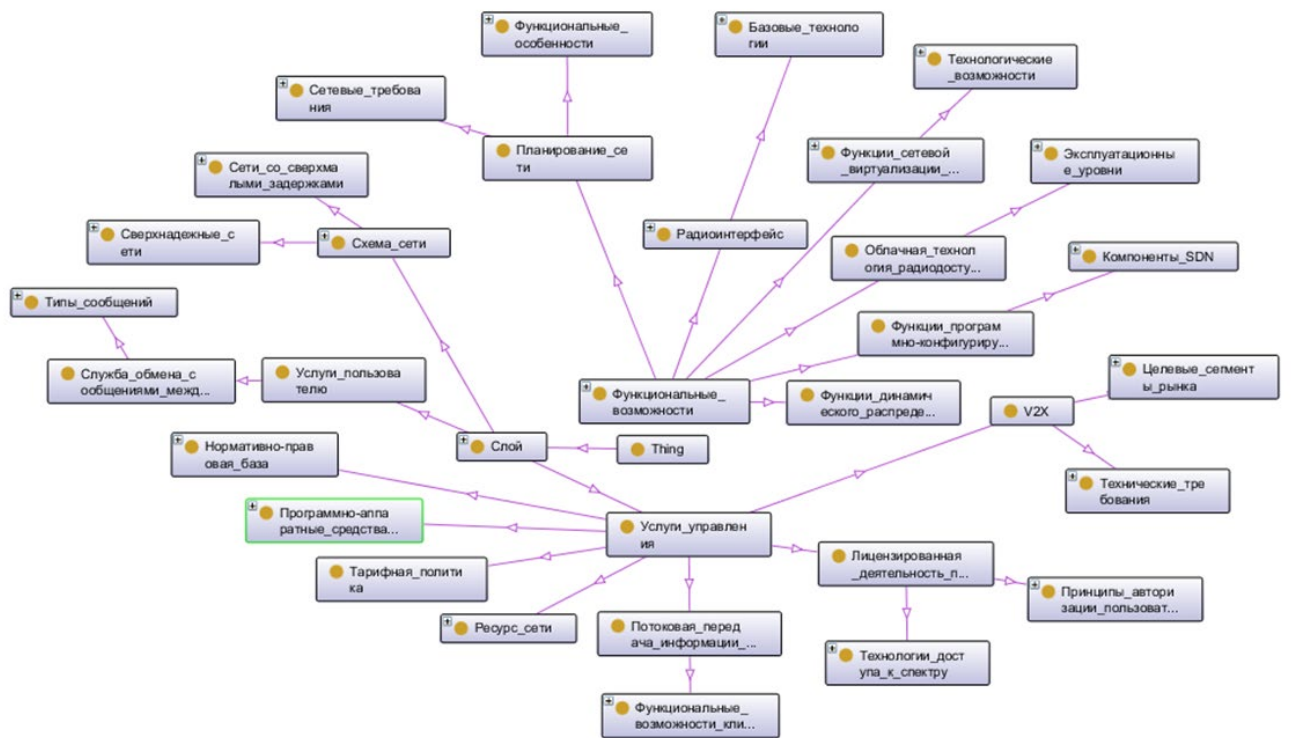 Функциональные_
особенности
Базовые_техноло
гии
Технологические
_возможности
Сетевые_требова
ния
Планирование_се
ти
Функции_сетевой
_виртуализации_...
Эксплуатационны
е_уровни
Сети_со_сверхма
лыми_задержками
Сверхнадежные_с
ети
Схема_сети
Радиоинтерфейс
Облачная_технол
огия_радиодосту...
Компоненты_SDN
Типы_сообщений
Функции_програм
мно-конфигуриру...
Служба_обмена_с
ообщениями_межд...
Услуги_пользова
телю
Функциональные_
возможности
Функции_динамич
еского_распреде...
Целевые_сегмент
ы_рынка
V2X
Нормативно-прав
овая_база
Слой
Thing
Технические_тре
бования
Программно-аппа
ратные_средства...
Услуги_управлен
ия
Лицензированная
_деятельность_п...
Тарифная_полити
ка
Принципы_автори
зации_пользоват...
Ресурс_сети
Потоковая_перед
ача_информации_...
Технологии_дост
упа_к_спектру
Функциональные_
возможности_кли...